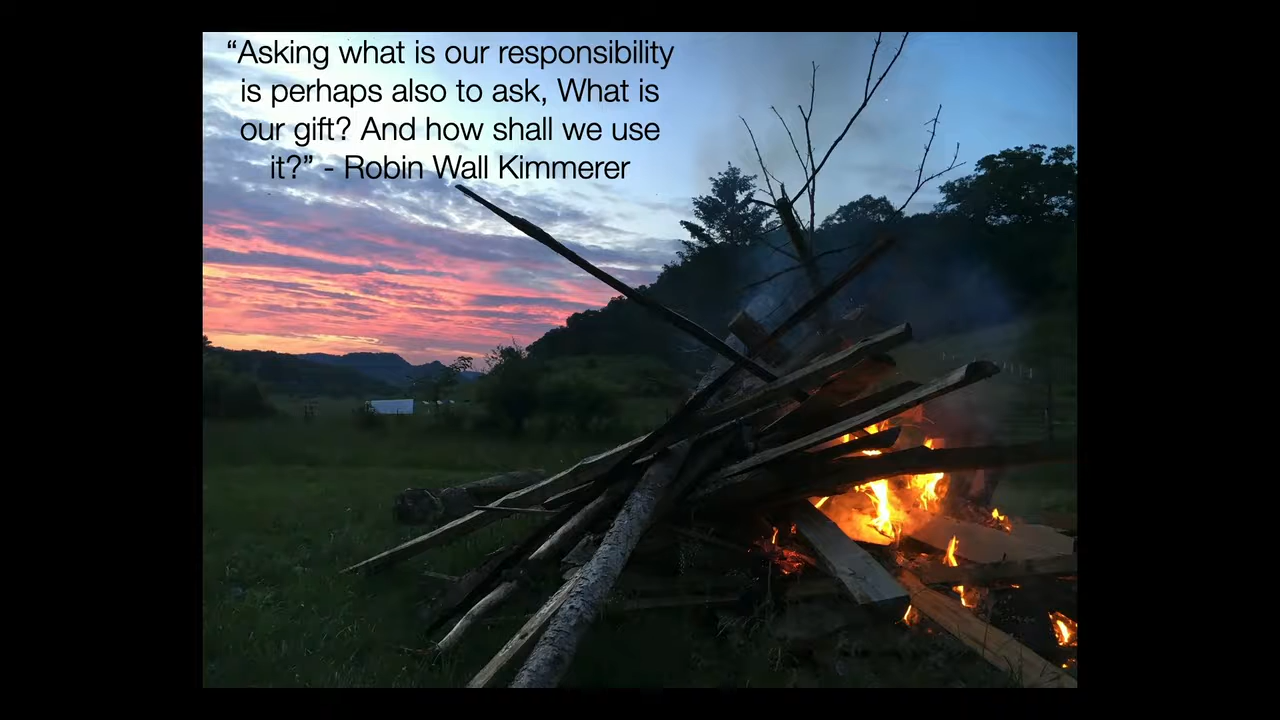 “Asking what is our responsibility
is perhaps also to ask, What is
our gift? And how shall we use
it?” - Robin Wall Kimmerer